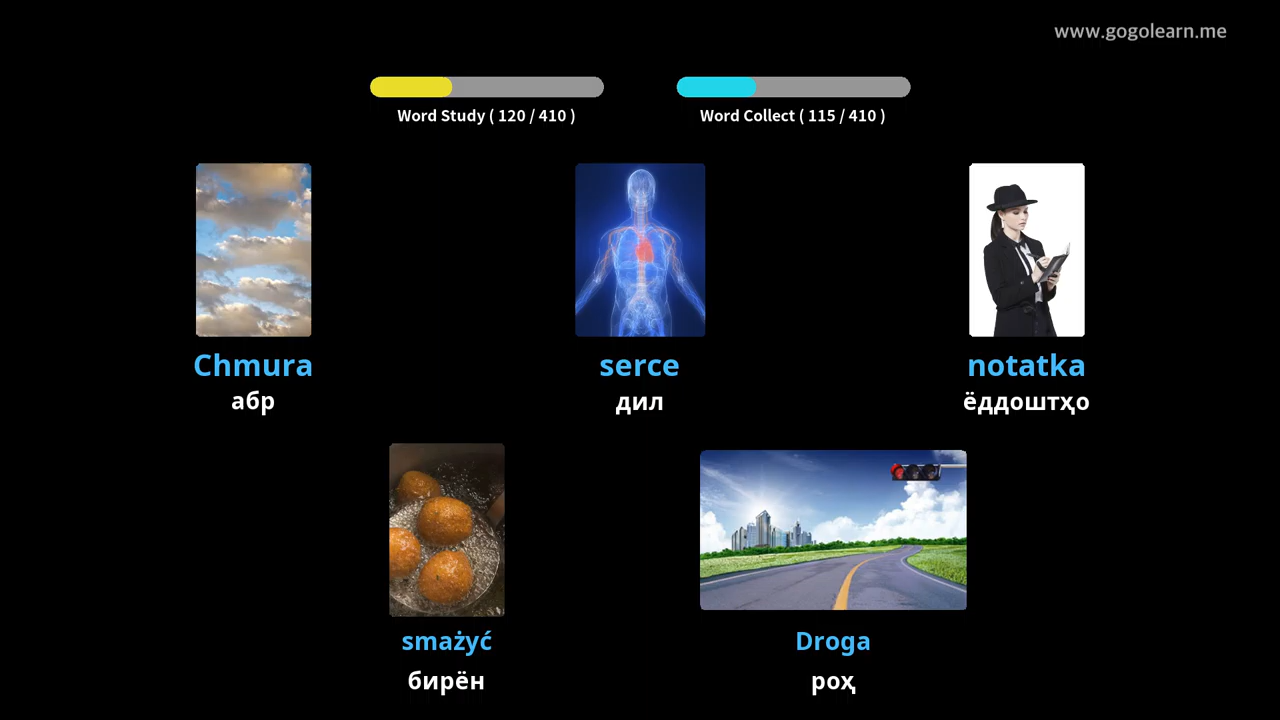 www.gogolearn.me
Word Study ( 120 / 410 )
Word Collect ( 115 / 410 )
Chmura
serce
notatka
абр
дил
ёддоштҳо
smażyć
Droga
бирён
роҳ